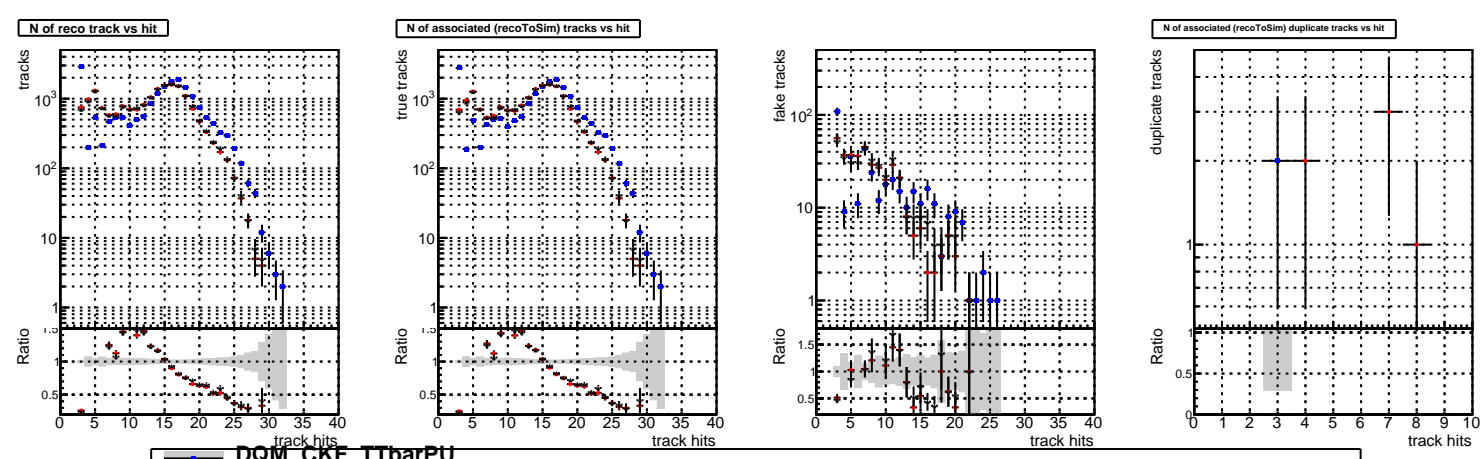 N of reco track vs hit
N of associated (recoToSim) tracks vs hit
N of associated (recoToSim) duplicate tracks vs hit
tracks
10³
10²
10
1
1.5
Ratio
1
0.5
0 5 10 15 20 25 30 35 40
track hits
true tracks
10³
10²
10
1
1.5
Ratio
1
0.5
0 5 10 15 20 25 30 35 40
track hits
fake tracks
10²
10
1
Ratio
1.5
1
0.5
0 5 10 15 20 25 30 35 40
track hits
duplicate tracks
1
Ratio
1
0.5
0
0 1 2 3 4 5 6 7 8 9 10
track hits
DQM_CKF_TTbarPU